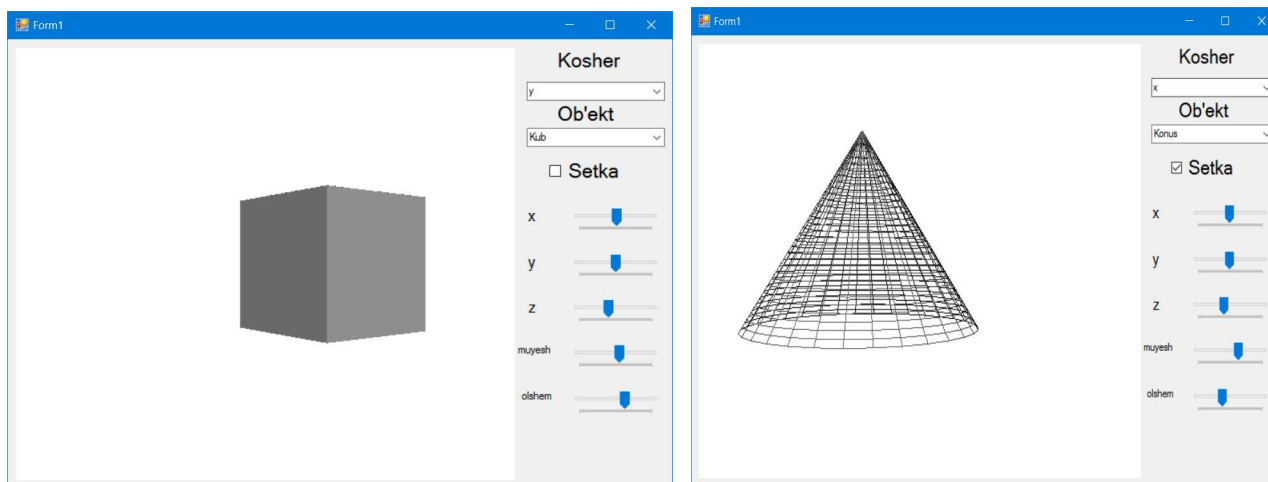 Form1
Kosher
y
Ob'ekt
Kub
Setka
x
y
z
muyesh
olshem
Form1
Kosher
x
Ob'ekt
Konus
Setka
x
y
z
muyesh
olshem